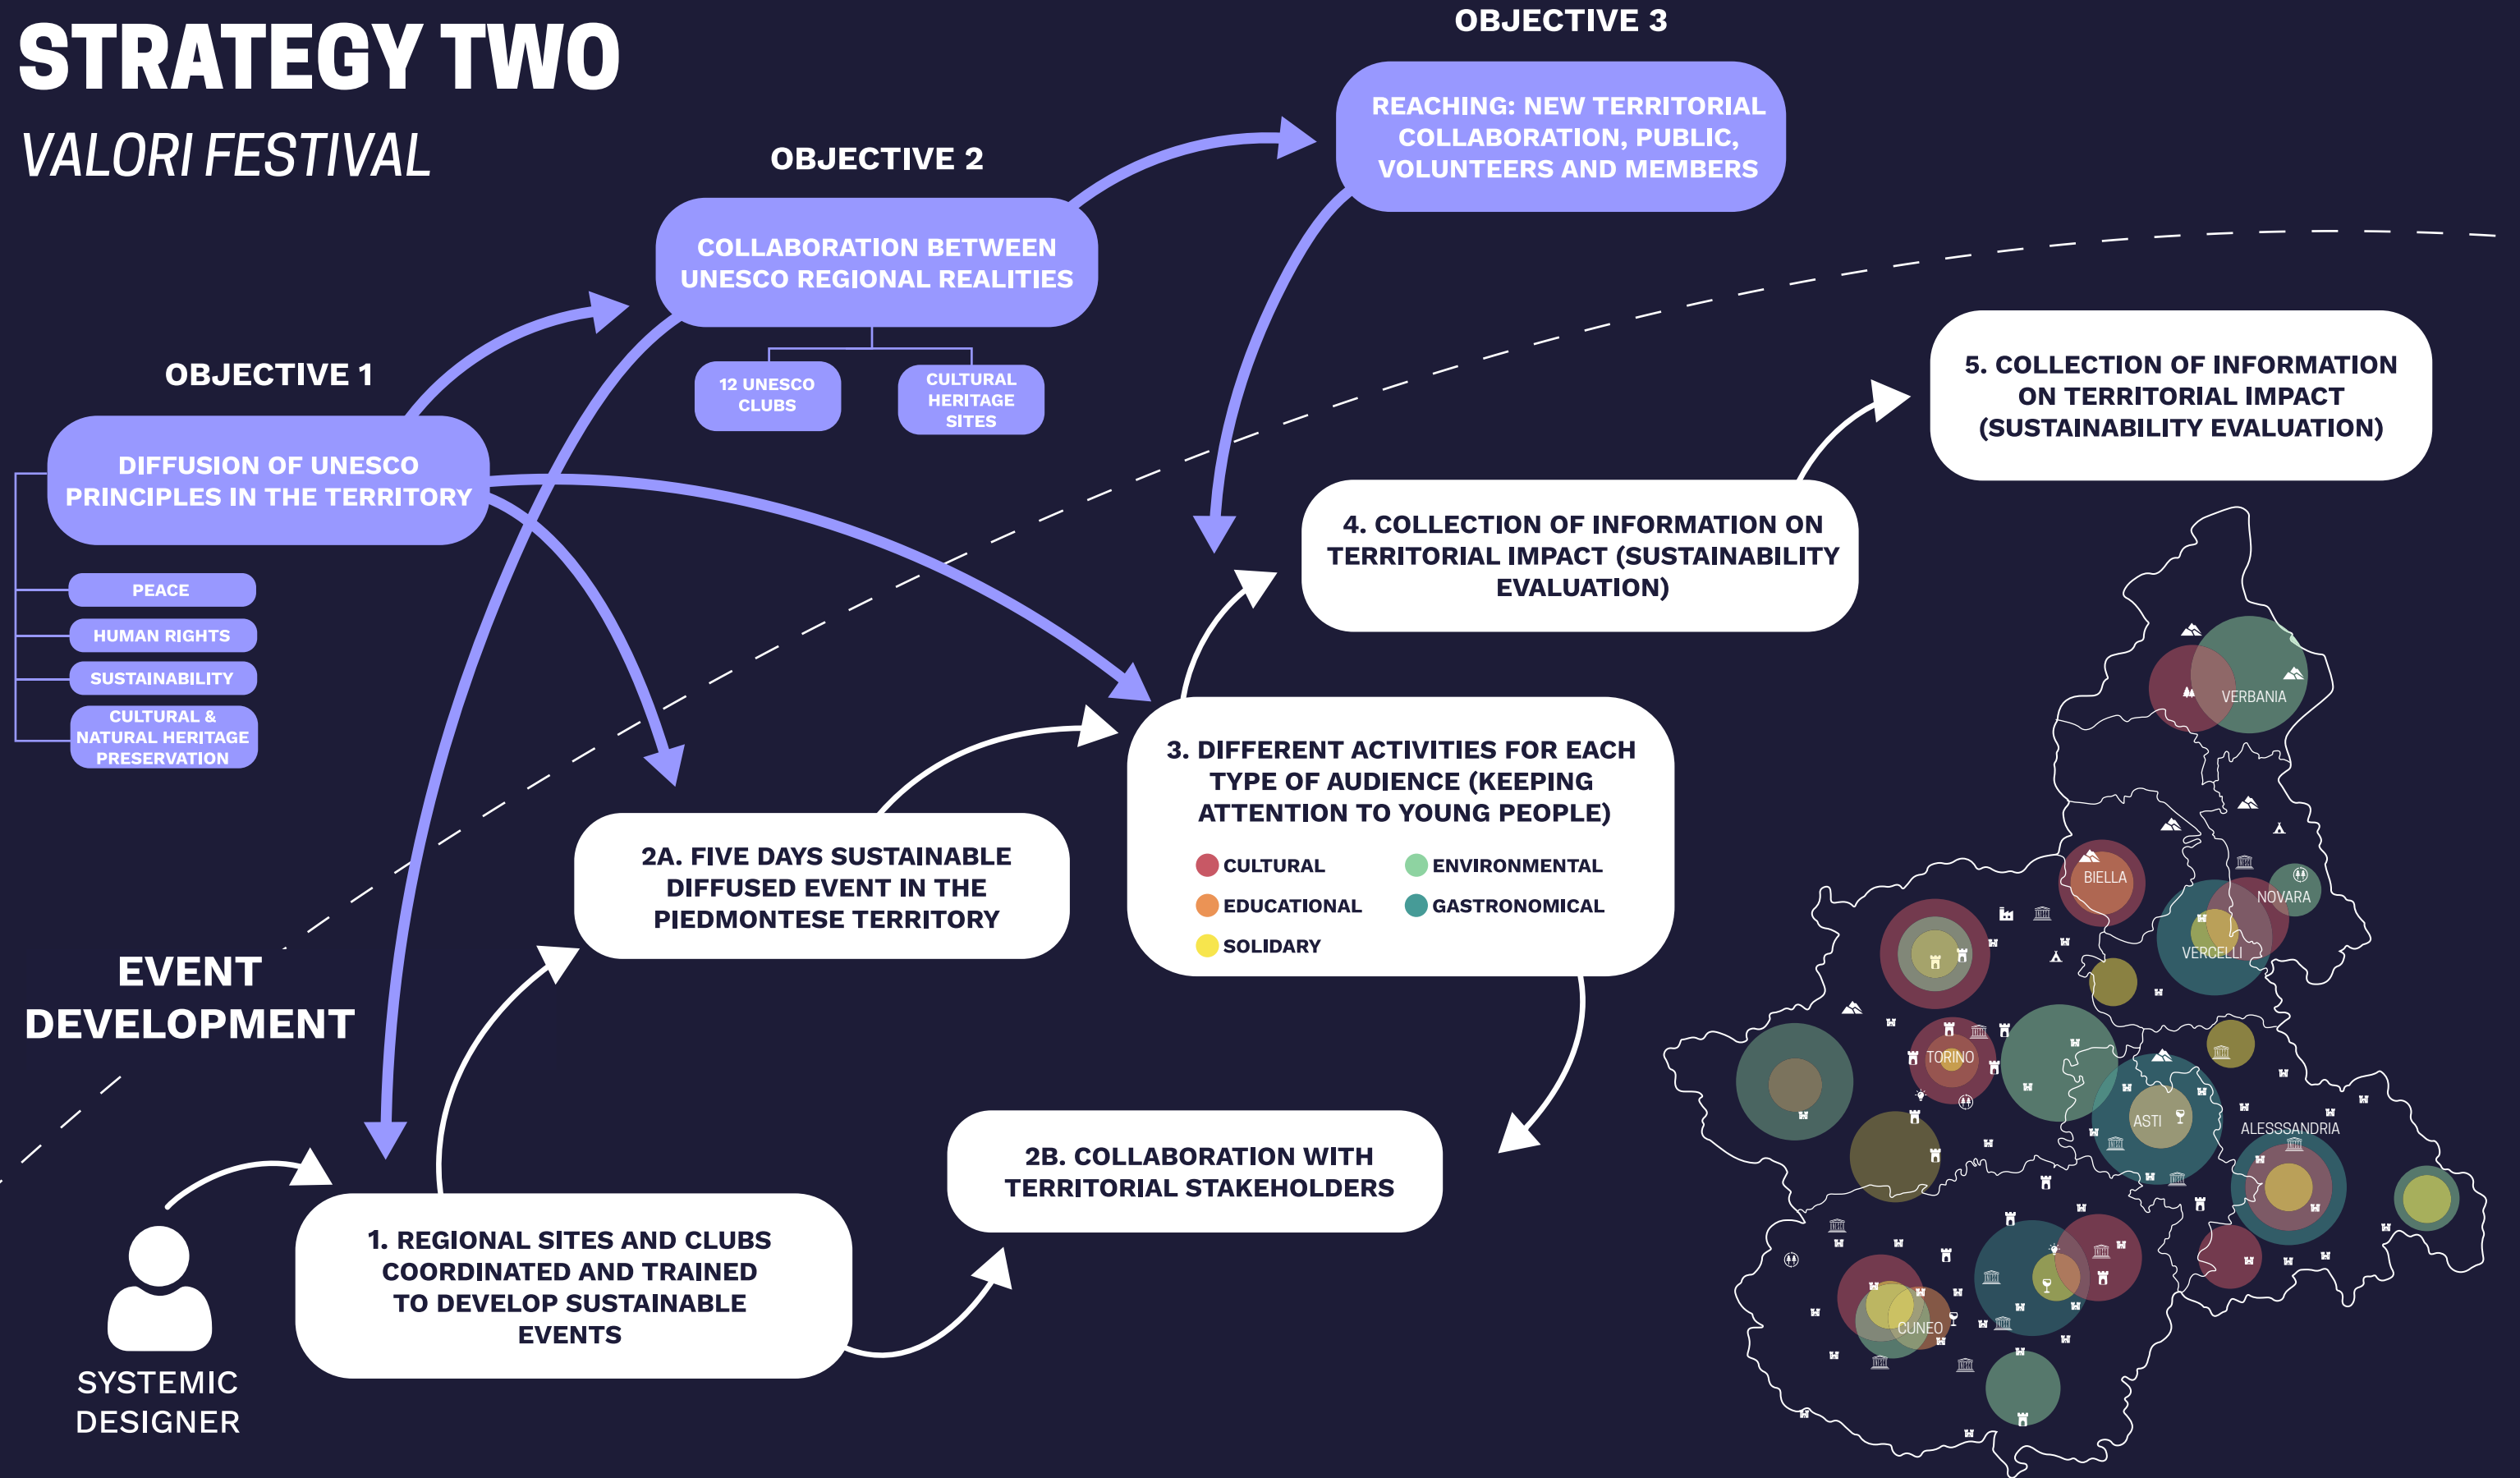 STRATEGY TWO
VALORI FESTIVAL
OBJECTIVE 3
REACHING: NEW TERRITORIAL
COLLABORATION, PUBLIC,
VOLUNTEERS AND MEMBERS
OBJECTIVE 2
COLLABORATION BETWEEN
UNESCO REGIONAL REALITIES
12 UNESCO
CLUBS
CULTURAL
HERITAGE
SITES
OBJECTIVE 1
DIFFUSION OF UNESCO
PRINCIPLES IN THE TERRITORY
PEACE
HUMAN RIGHTS
SUSTAINABILITY
CULTURAL &
NATURAL HERITAGE
PRESERVATION
5. COLLECTION OF INFORMATION
ON TERRITORIAL IMPACT
(SUSTAINABILITY EVALUATION)
4. COLLECTION OF INFORMATION ON
TERRITORIAL IMPACT (SUSTAINABILITY
EVALUATION)
3. DIFFERENT ACTIVITIES FOR EACH
TYPE OF AUDIENCE (KEEPING
ATTENTION TO YOUNG PEOPLE)
CULTURAL
ENVIRONMENTAL
EDUCATIONAL
GASTRONOMICAL
SOLIDARY
2A. FIVE DAYS SUSTAINABLE
DIFFUSED EVENT IN THE
PIEDMONTESE TERRITORY
EVENT
DEVELOPMENT
2B. COLLABORATION WITH
TERRITORIAL STAKEHOLDERS
1. REGIONAL SITES AND CLUBS
COORDINATED AND TRAINED
TO DEVELOP SUSTAINABLE
EVENTS
SYSTEMIC
DESIGNER
VERBANIA
BIELLA
NOVARA
VERCELLI
TORINO
ASTI
ALESSSANDRIA
CUNEO